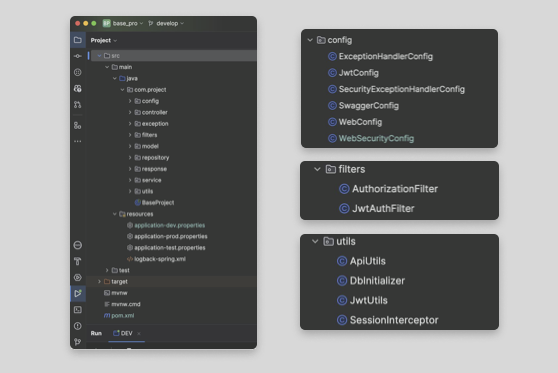 BP base_pro develop
Project
src
main
java
com.project
config
controller
exception
filters
model
repository
response
service
utils
BaseProject
resources
application-dev.properties
application-prod.properties
application-test.properties
logback-spring.xml
test
target
mvnw
mvnw.cmd
pom.xml
Run DEV
config
ExceptionHandlerConfig
JwtConfig
SecurityExceptionHandlerConfig
SwaggerConfig
WebConfig
WebSecurityConfig
filters
AuthorizationFilter
JwtAuthFilter
utils
ApiUtils
DbInitializer
JwtUtils
SessionInterceptor